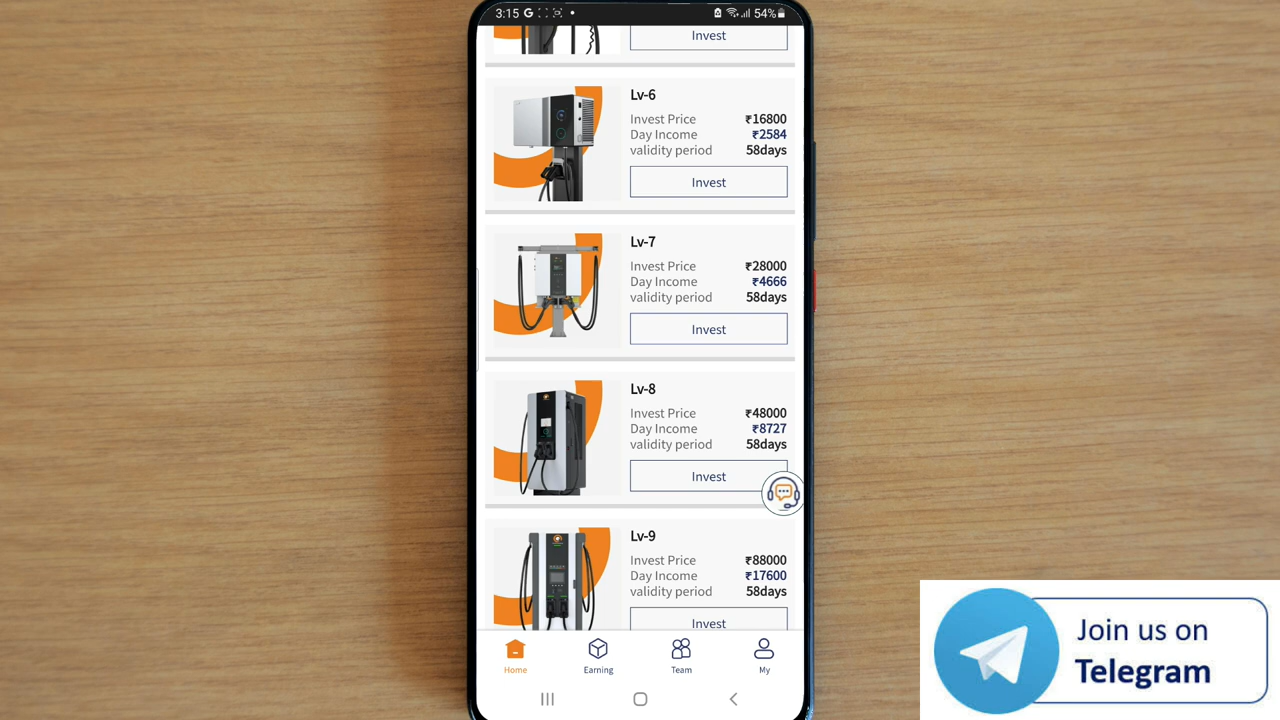 3:15
54%
Invest
Lv-6
Invest Price ₹16800
Day Income ₹2584
validity period 58days
Invest
Lv-7
Invest Price ₹28000
Day Income ₹4666
validity period 58days
Invest
Lv-8
Invest Price ₹48000
Day Income ₹8727
validity period 58days
Invest
Lv-9
Invest Price ₹88000
Day Income ₹17600
validity period 58days
Invest
Home Earning Team My
Join us on
Telegram